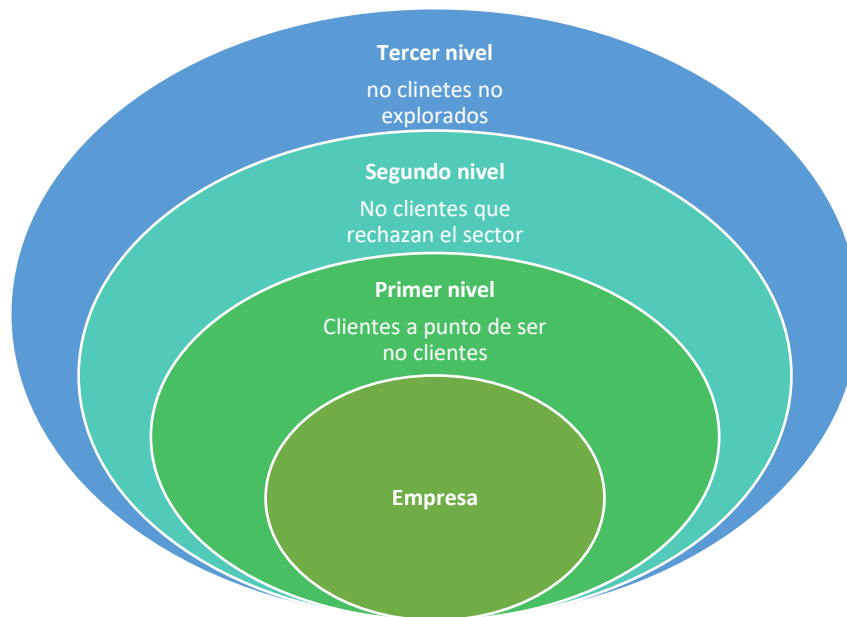 Tercer nivel
no clinetes no
explorados
Segundo nivel
No clientes que
rechazan el sector
Primer nivel
Clientes a punto de ser
no clientes
Empresa